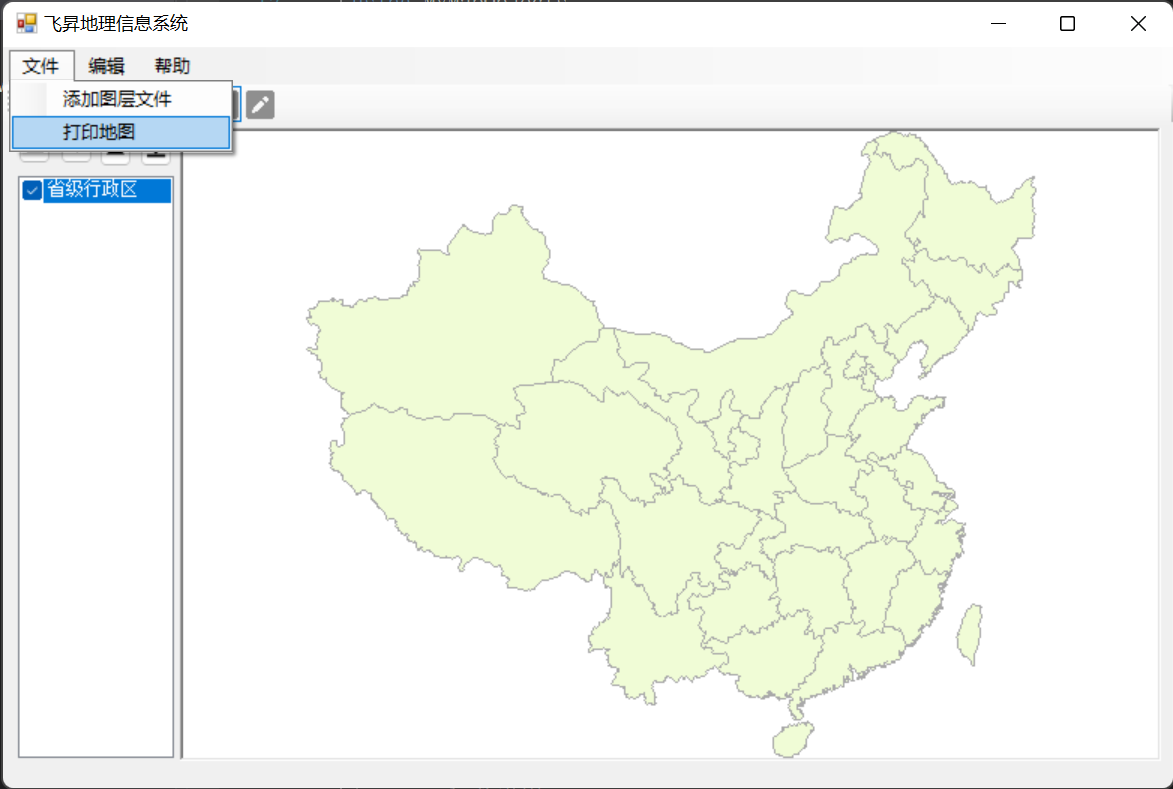 飞昇地理信息系统
文件 编辑 帮助
添加图层文件
打印地图
省级行政区